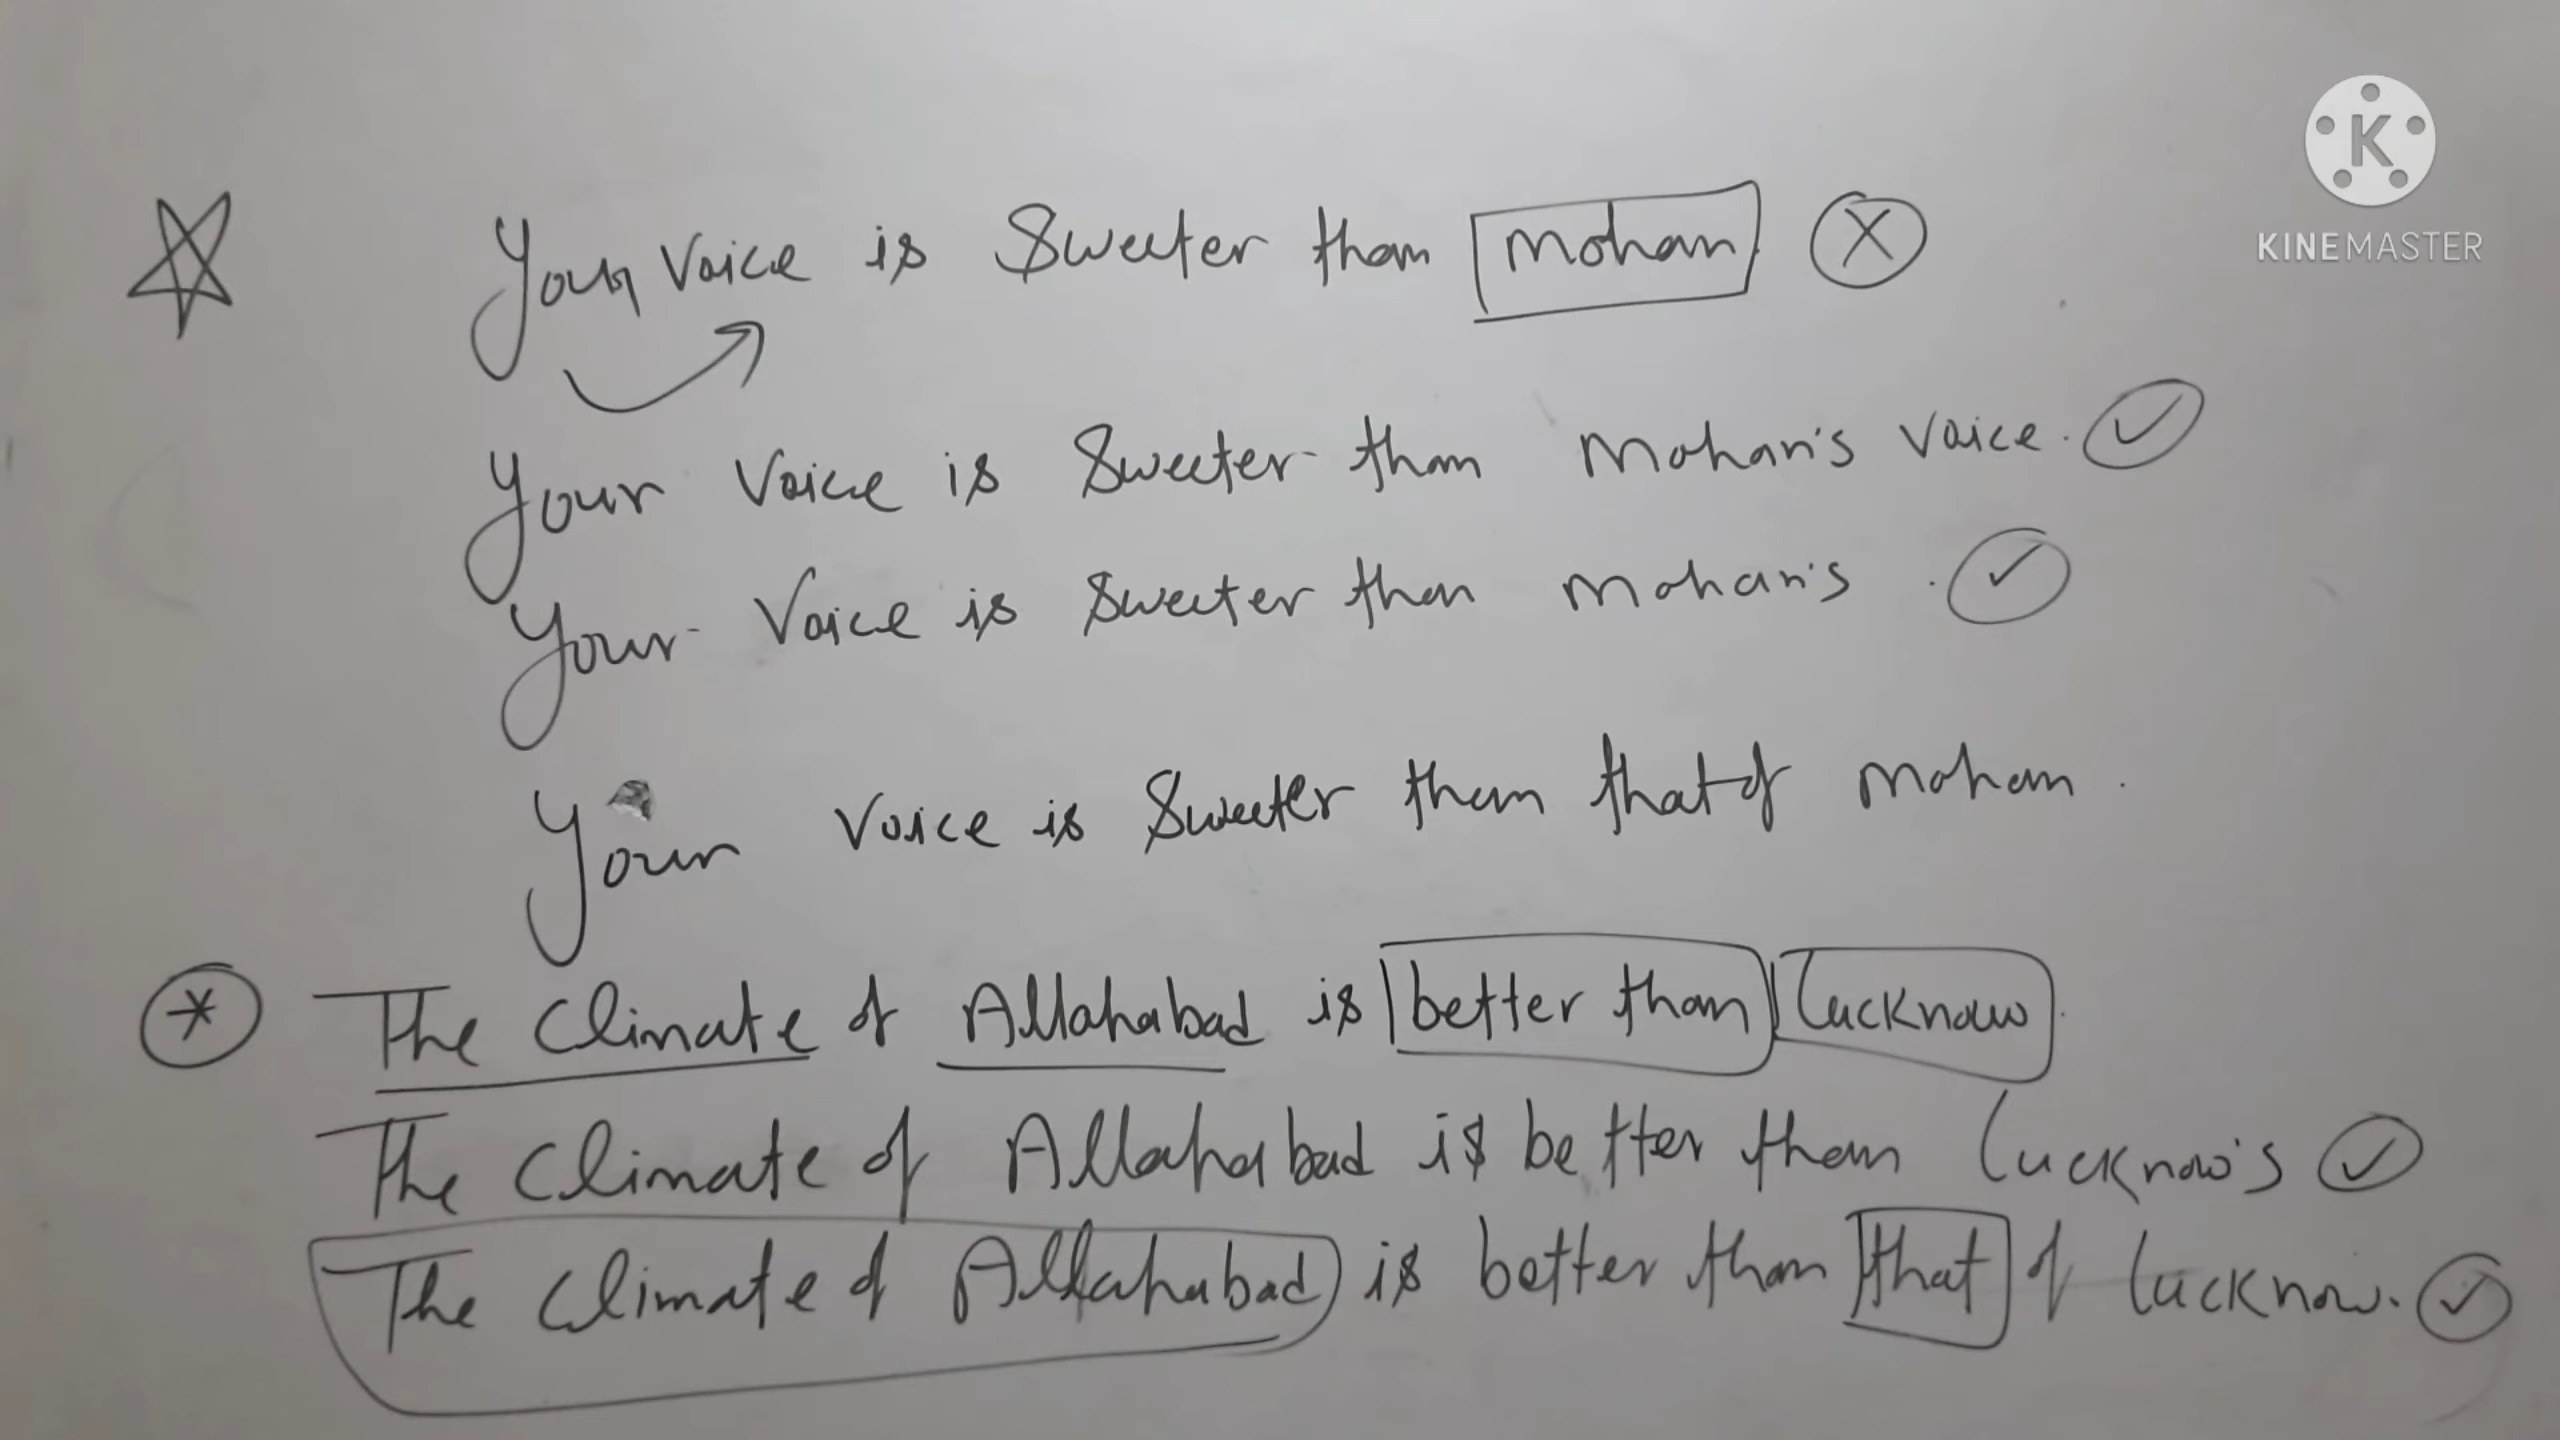 Your Voice is Sweeter than mohan X
K
KINEMASTER
Your Voice is Sweeter than Mohan's Voice. ✓
Your Voice is Sweeter than Mohan's. ✓
Your Voice is Sweeter than that of Mohan.
* The Climate of Allahabad is better than Lucknow.
The Climate of Allahabad is better than Lucknow's ✓
The Climate of Allahabad is better than that of Lucknow. ✓